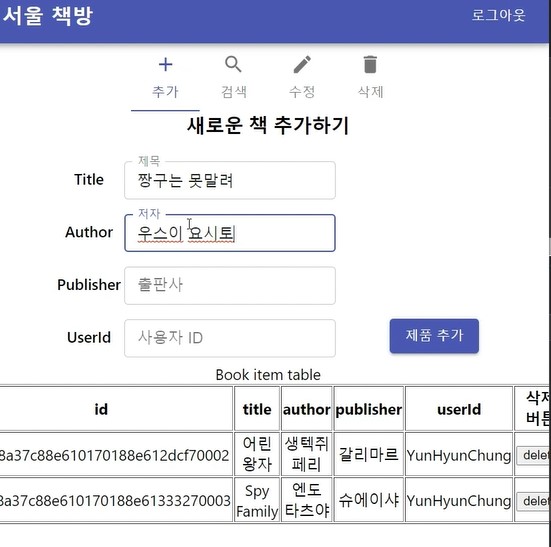 서울 책방
로그아웃
추가 검색 수정 삭제
새로운 책 추가하기
제목
Title 짱구는 못말려
저자
Author 우스이 요시토
Publisher 출판사
UserId 사용자 ID 제품 추가
Book item table
id title author publisher userId 삭제
버튼
어린
왕자
생텍쥐
페리
8a37c88e610170188e612dcf70002 갈리마르 YunHyunChung delet
Spy
Family
엔도
타츠야
8a37c88e610170188e61333270003 슈에이샤 YunHyunChung delet